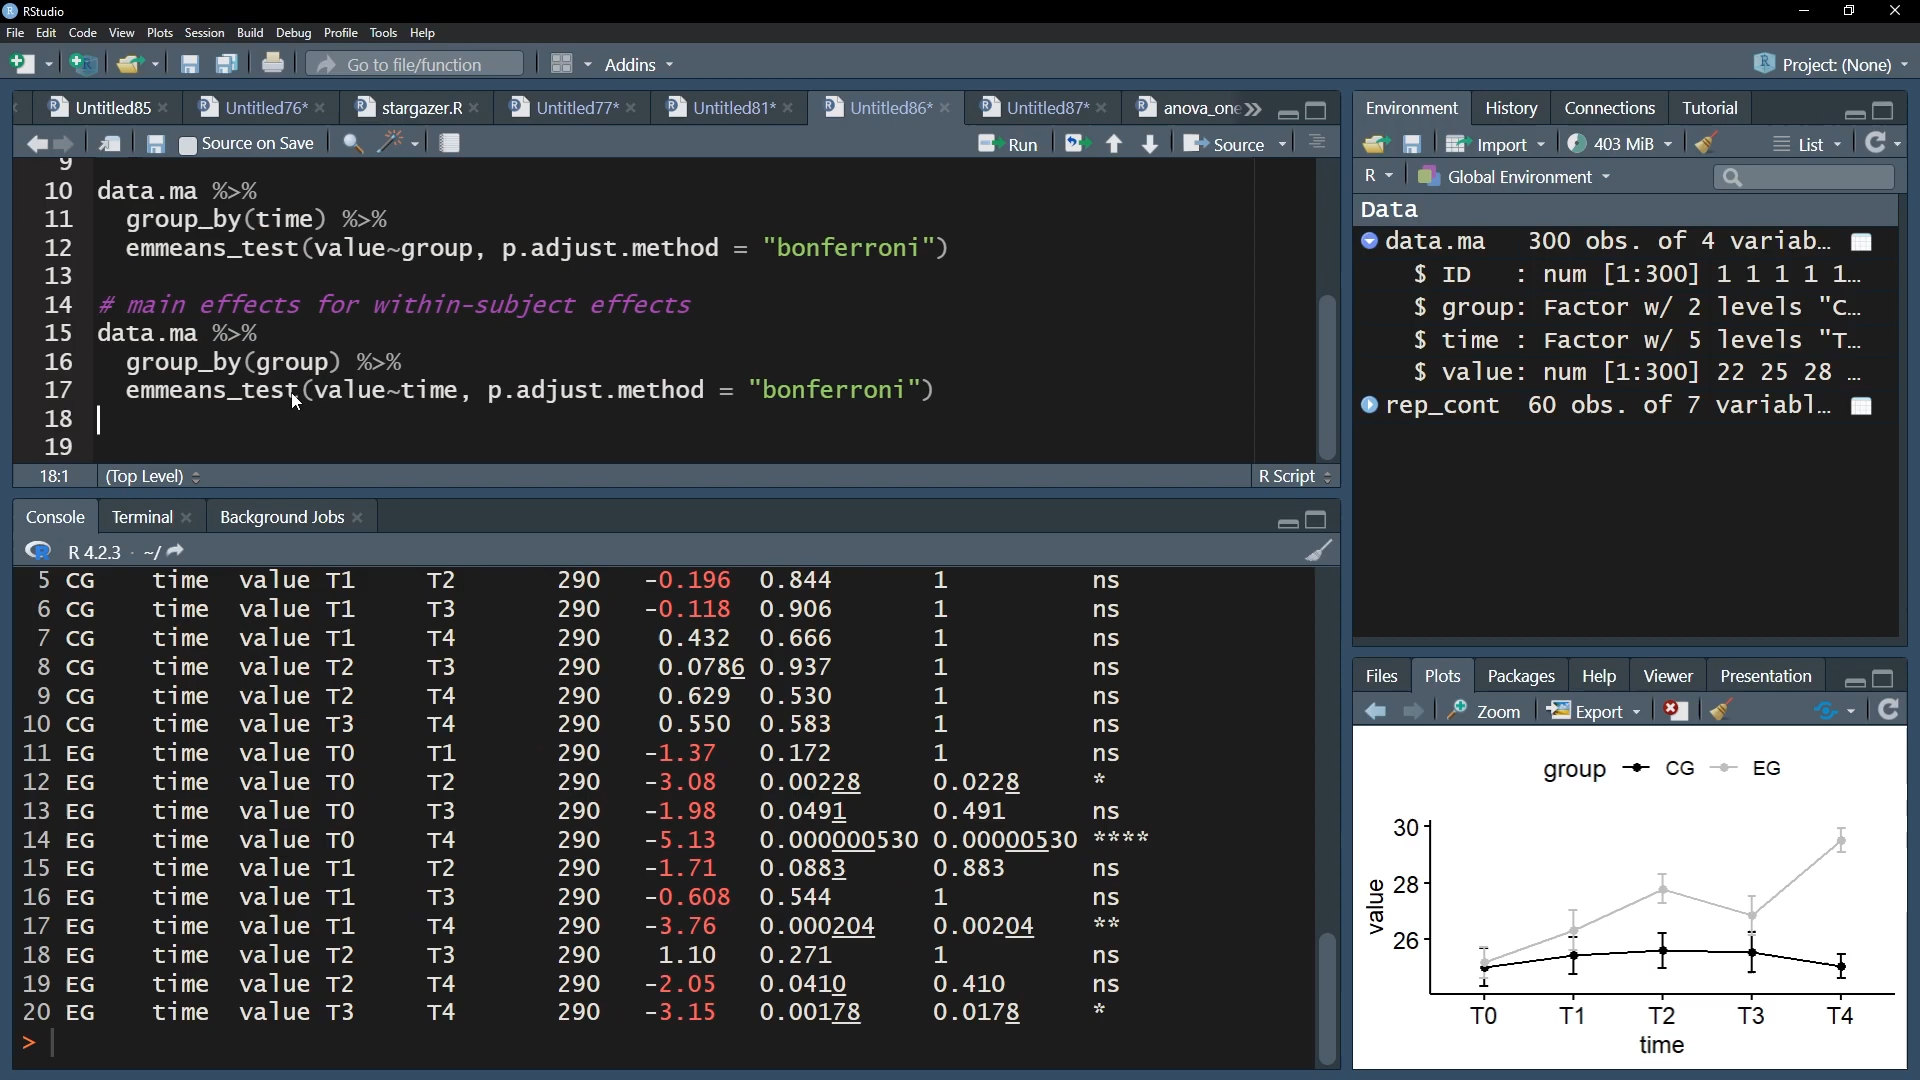 RStudio
File Edit Code View Plots Session Build Debug Profile Tools Help
Go to file/function Addins Project: (None)
Untitled85 Untitled76* stargazer.R Untitled77* Untitled81* Untitled86* Untitled87* anova_one
Source on Save Run Source
9
10 data.ma %>%
11 group_by(time) %>%
12 emmeans_test(value~group, p.adjust.method = "bonferroni")
13
14 # main effects for within-subject effects
15 data.ma %>%
16 group_by(group) %>%
17 emmeans_test(value~time, p.adjust.method = "bonferroni")
18
19
18:1 (Top Level) R Script
Console Terminal Background Jobs
R 4.2.3 · ~/
5 CG time value T1 T2 290 -0.196 0.844 1 ns
6 CG time value T1 T3 290 -0.118 0.906 1 ns
7 CG time value T1 T4 290 0.432 0.666 1 ns
8 CG time value T2 T3 290 0.0786 0.937 1 ns
9 CG time value T2 T4 290 0.629 0.530 1 ns
10 CG time value T3 T4 290 0.550 0.583 1 ns
11 EG time value T0 T1 290 -1.37 0.172 1 ns
12 EG time value T0 T2 290 -3.08 0.00228 0.0228 *
13 EG time value T0 T3 290 -1.98 0.0491 0.491 ns
14 EG time value T0 T4 290 -5.13 0.000000530 0.00000530 ****
15 EG time value T1 T2 290 -1.71 0.0883 0.883 ns
16 EG time value T1 T3 290 -0.608 0.544 1 ns
17 EG time value T1 T4 290 -3.76 0.000204 0.00204 **
18 EG time value T2 T3 290 1.10 0.271 1 ns
19 EG time value T2 T4 290 -2.05 0.0410 0.410 ns
20 EG time value T3 T4 290 -3.15 0.00178 0.0178 *
>
Environment History Connections Tutorial
Import 403 MiB List
R Global Environment
Data
data.ma 300 obs. of 4 variab…
$ ID : num [1:300] 1 1 1 1 1…
$ group: Factor w/ 2 levels "C…
$ time : Factor w/ 5 levels "T…
$ value: num [1:300] 22 25 28 …
rep_cont 60 obs. of 7 variabl…
Files Plots Packages Help Viewer Presentation
Zoom Export
group CG EG
30
28
26
value
T0 T1 T2 T3 T4
time